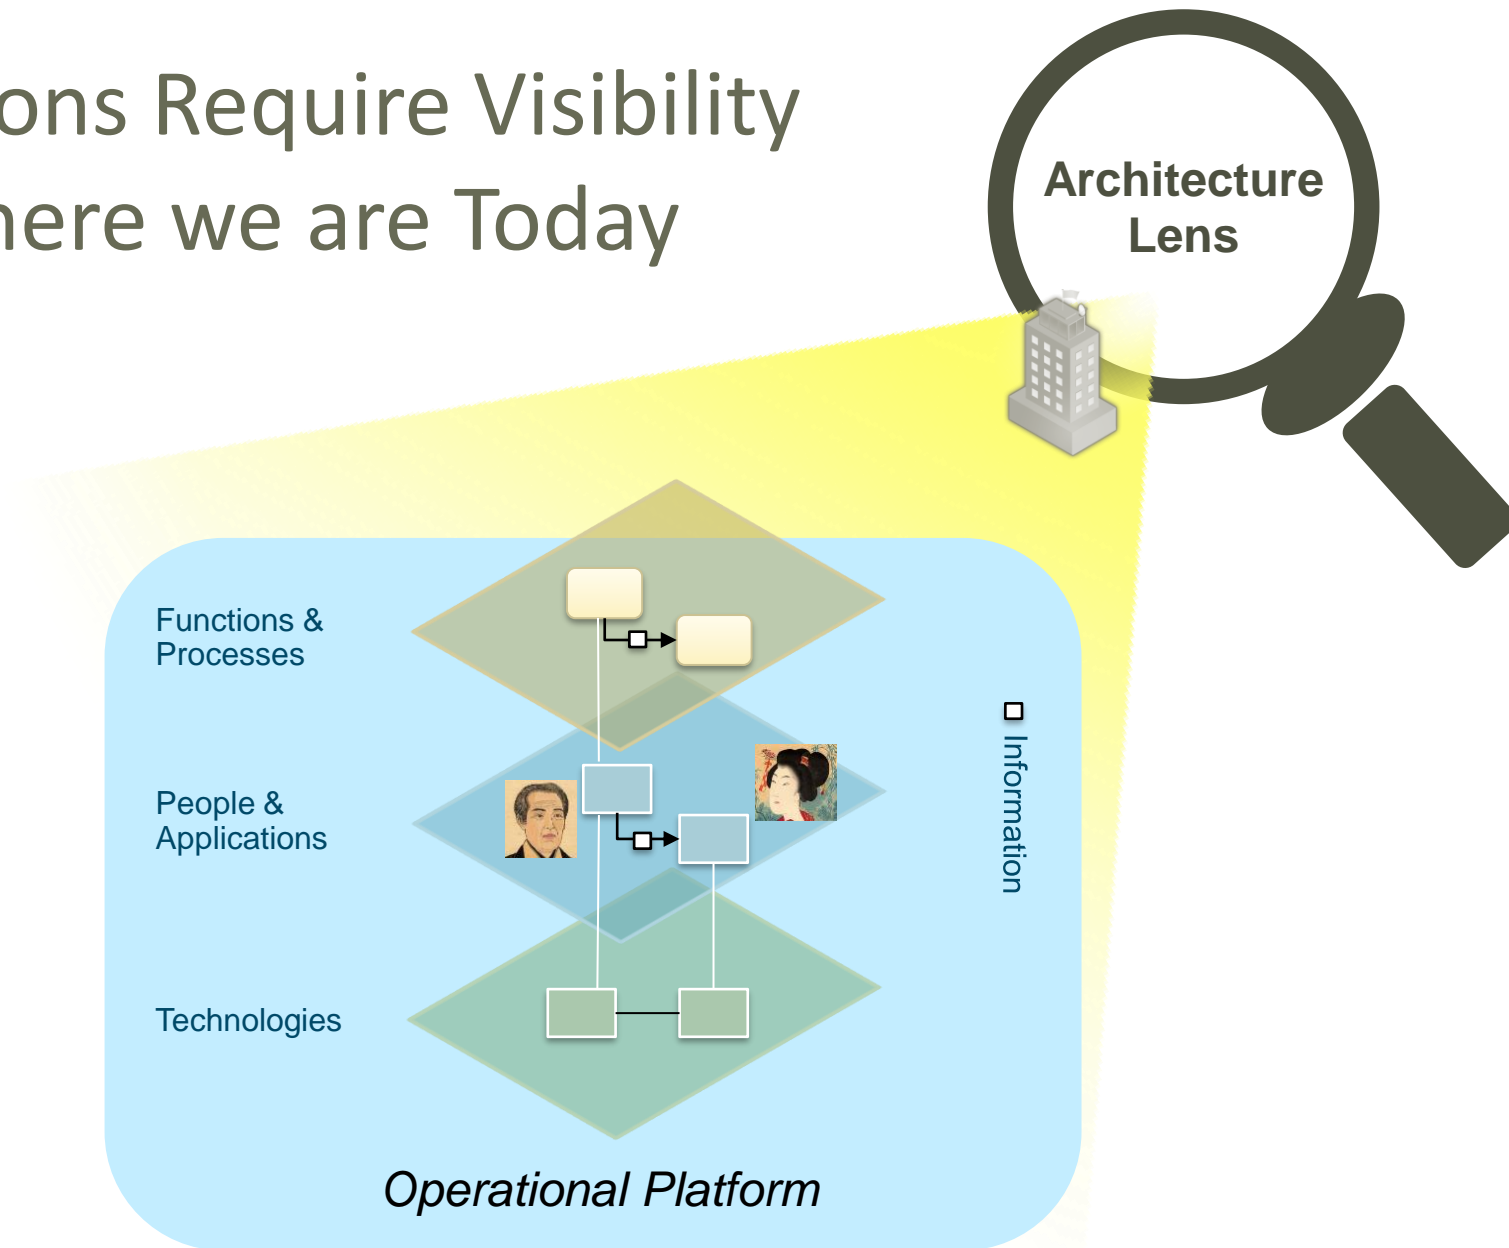 ons Require Visibility
here we are Today
Architecture
Lens
Functions &
Processes
Information
People &
Applications
Technologies
Operational Platform